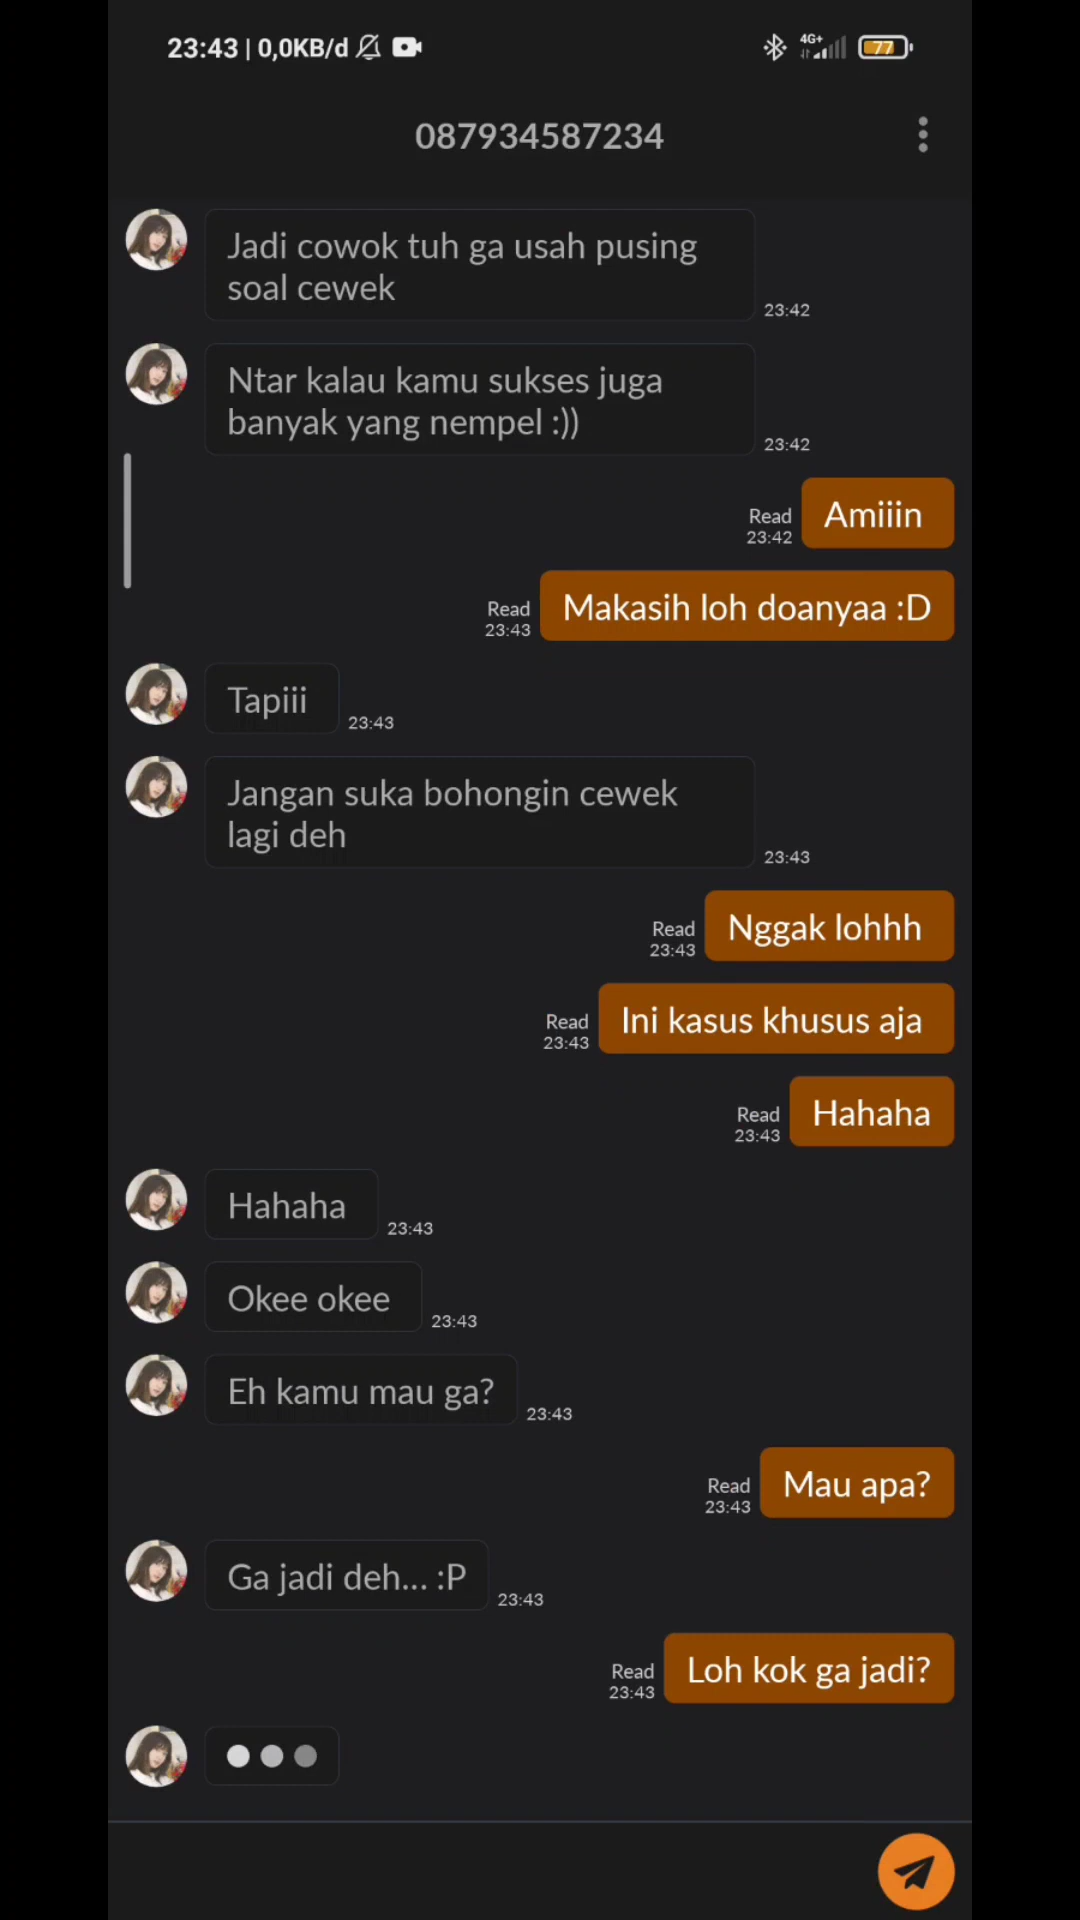 23:43 | 0,0KB/d
4G+
77
087934587234
Jadi cowok tuh ga usah pusing
soal cewek
23:42
Ntar kalau kamu sukses juga
banyak yang nempel :))
23:42
Amiiin
Read
23:42
Makasih loh doanyaa :D
Read
23:43
Tapiii
23:43
Jangan suka bohongin cewek
lagi deh
23:43
Nggak lohhh
Read
23:43
Ini kasus khusus aja
Read
23:43
Hahaha
Read
23:43
Hahaha
23:43
Okee okee
23:43
Eh kamu mau ga?
23:43
Mau apa?
Read
23:43
Ga jadi deh... :P
23:43
Loh kok ga jadi?
Read
23:43